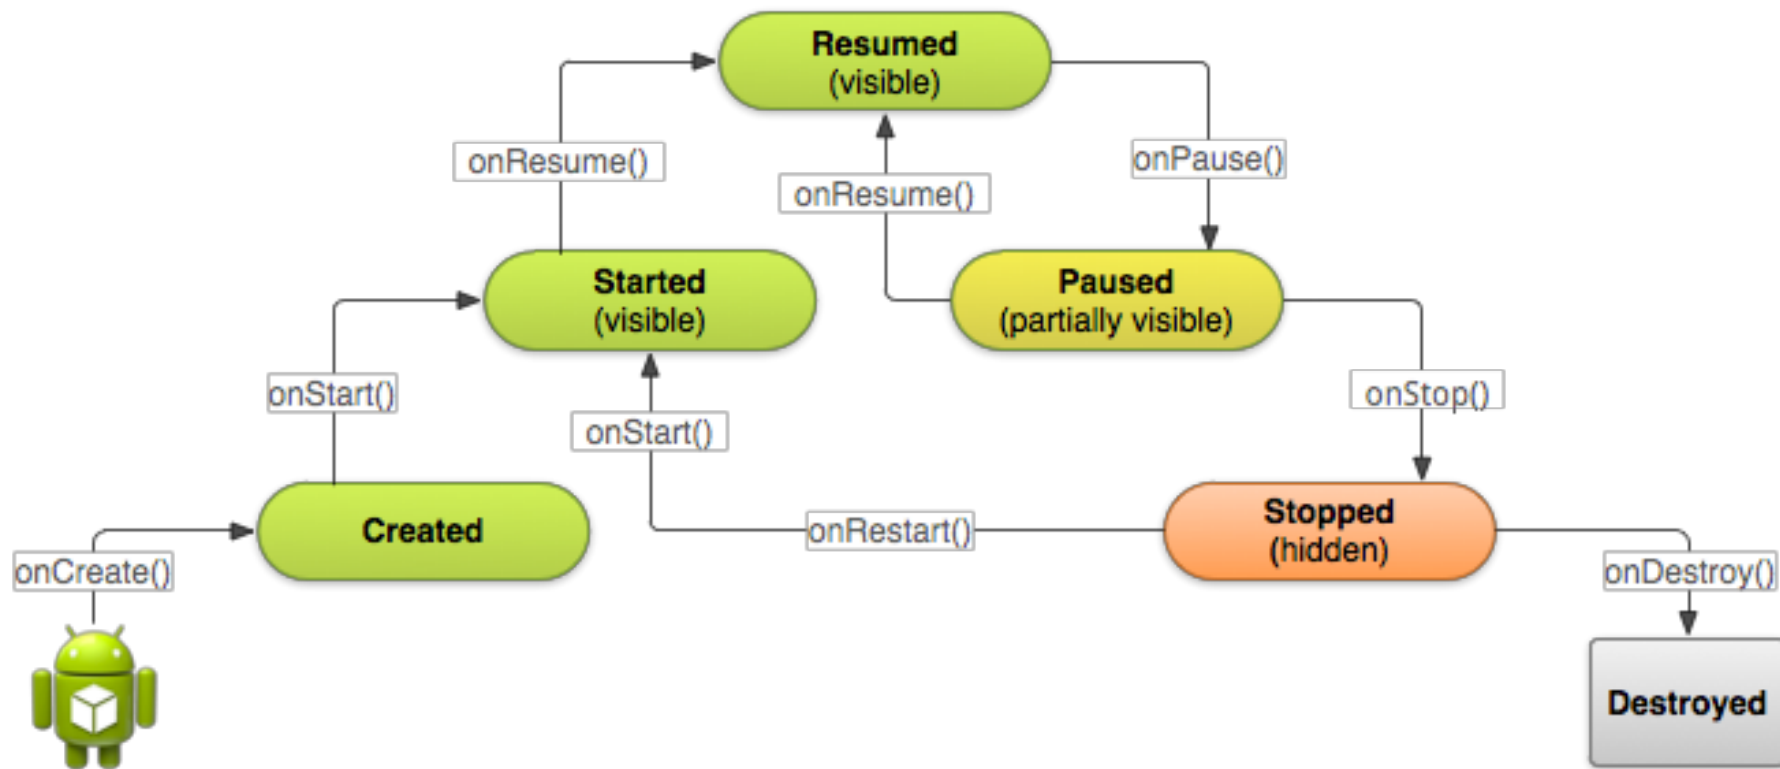 Resumed
(visible)
onResume()
onPause()
onResume()
Started
(visible)
Paused
(partially visible)
onStart()
onStop()
onStart()
Created
onRestart()
Stopped
(hidden)
onCreate()
onDestroy()
Destroyed